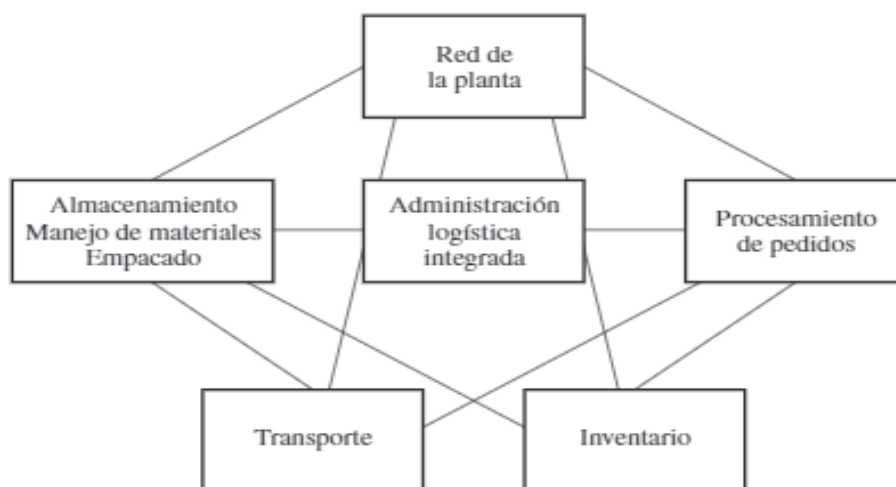 Red de
la planta
Almacenamiento
Manejo de materiales
Empacado
Administración
logística
integrada
Procesamiento
de pedidos
Transporte
Inventario